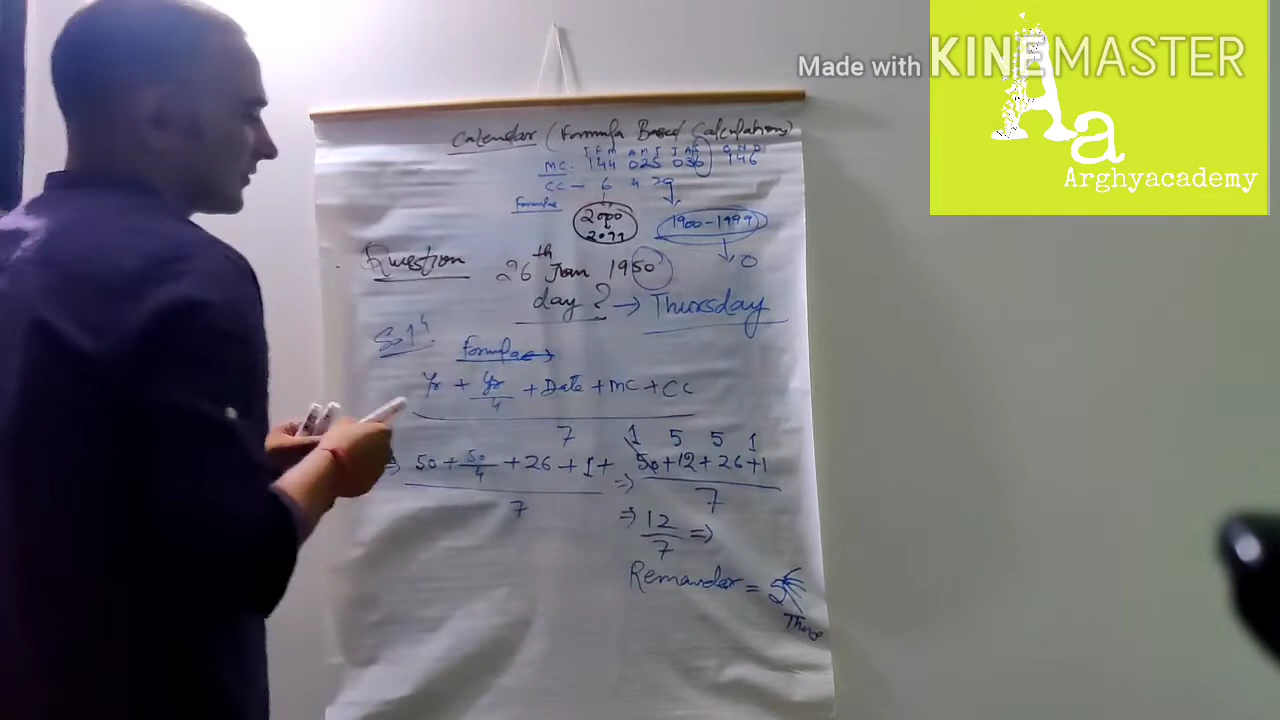 Made with KINEMASTER
Aa
Arghyacademy
Calendar (Formula Based Calculations)
J F M A M J J A S O N D
MC - 144 025 036 146
CC - 6 4 2
Formulae
2000
2099
1900-1999
0
Question 26th Jan 1950
day ? → Thursday
Sol
Formula →
Yr + Yr/4 + Date + MC + CC
7
1 5 5 1
⇒ 50 + 50/4 + 26 + 1 +
7
⇒ 50+12+26+1
7
⇒ 12/7 ⇒
Remainder = 5